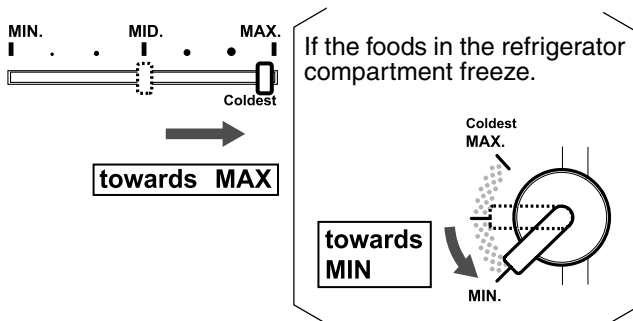 MIN. MID. MAX.
Coldest
towards MAX
If the foods in the refrigerator
compartment freeze.
Coldest
MAX.
towards
MIN
MIN.